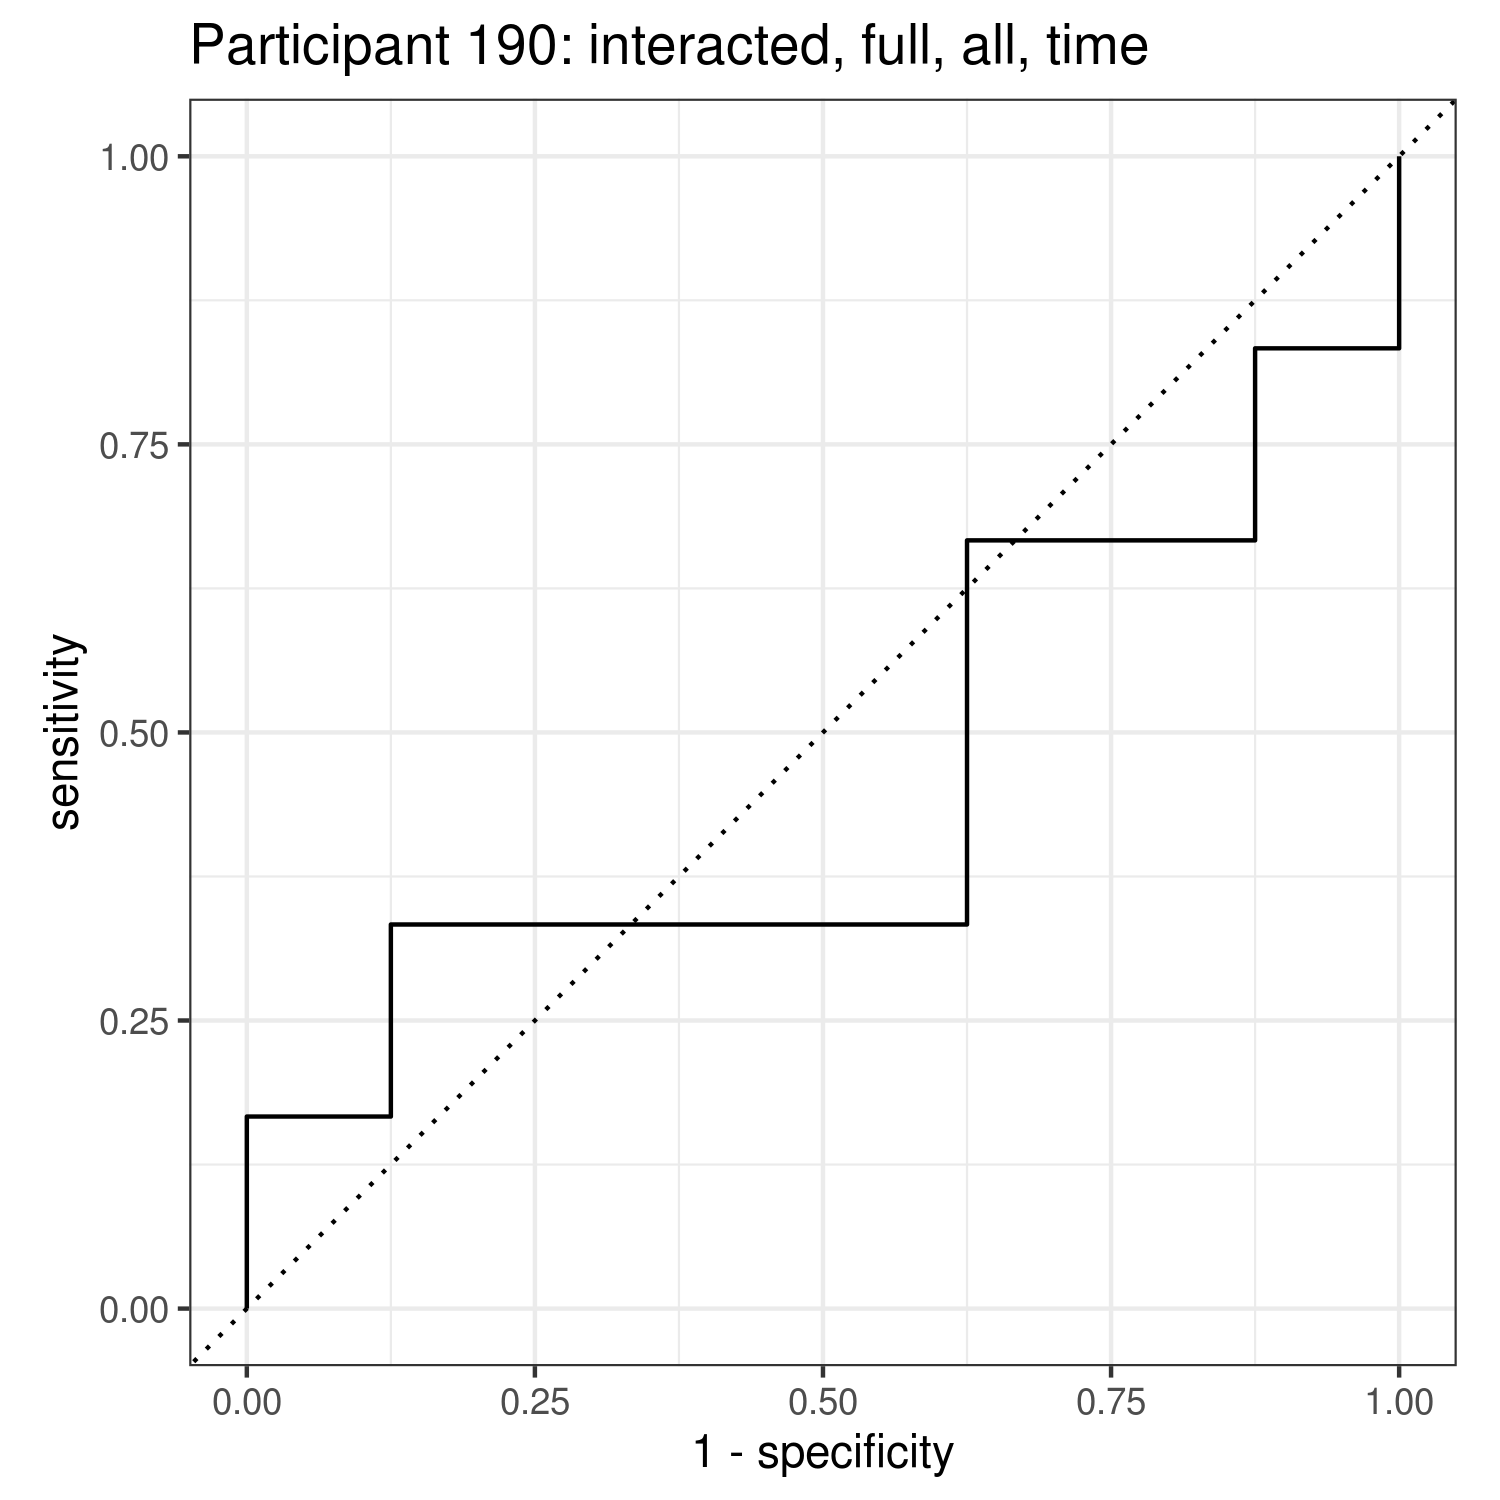 Participant 190: interacted, full, all, time
1.00
0.75
0.50
0.25
0.00
sensitivity
0.00 0.25 0.50 0.75 1.00
1 - specificity